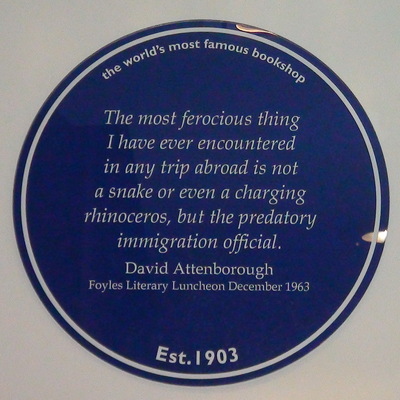 the world's most famous bookshop
The most ferocious thing
I have ever encountered
in any trip abroad is not
a snake or even a charging
rhinoceros, but the predatory
immigration official.
David Attenborough
Foyles Literary Luncheon December 1963
Est.1903